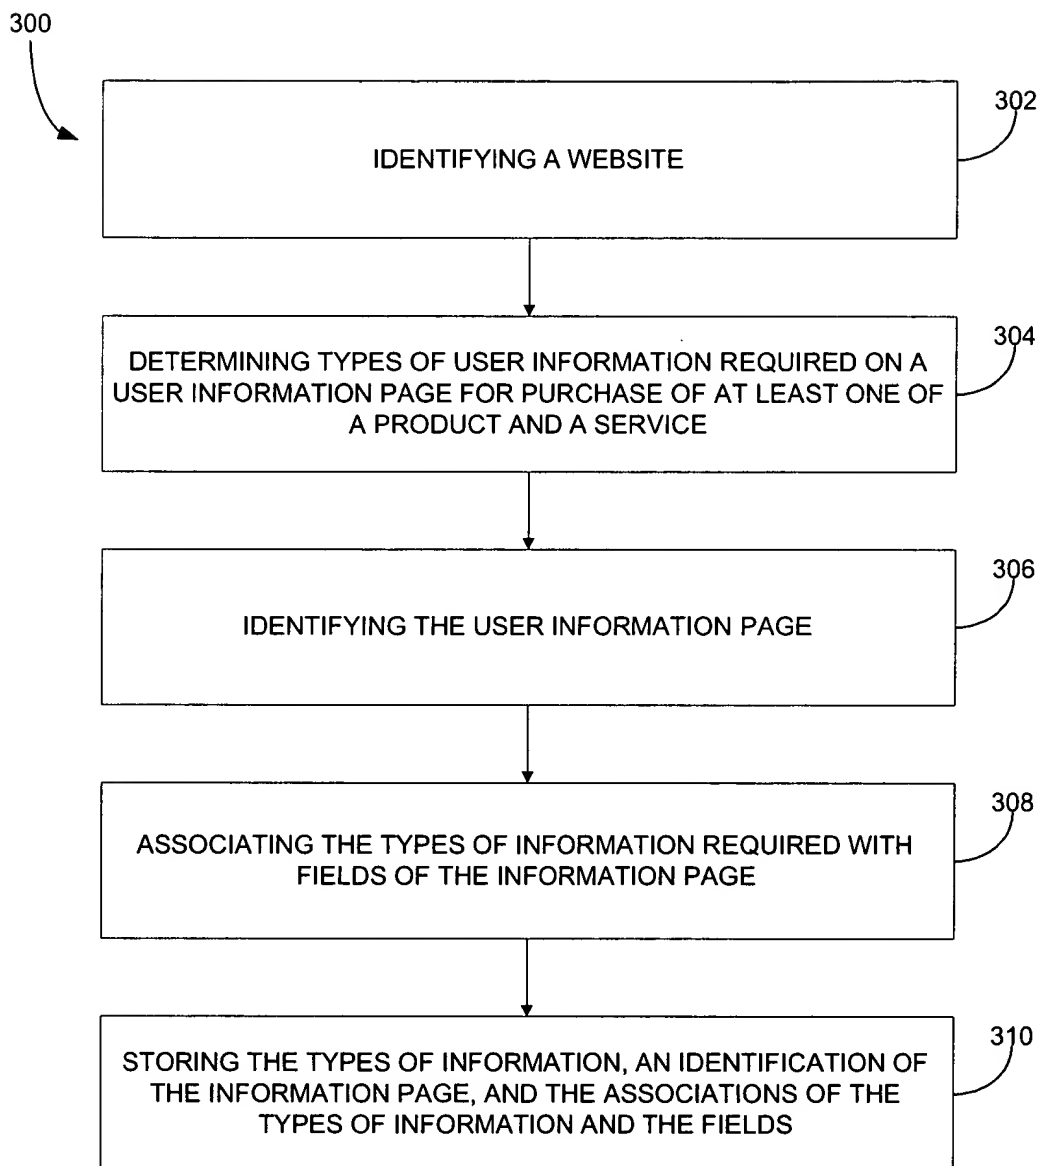 300
302
IDENTIFYING A WEBSITE
304
DETERMINING TYPES OF USER INFORMATION REQUIRED ON A
USER INFORMATION PAGE FOR PURCHASE OF AT LEAST ONE OF
A PRODUCT AND A SERVICE
306
IDENTIFYING THE USER INFORMATION PAGE
308
ASSOCIATING THE TYPES OF INFORMATION REQUIRED WITH
FIELDS OF THE INFORMATION PAGE
310
STORING THE TYPES OF INFORMATION, AN IDENTIFICATION OF
THE INFORMATION PAGE, AND THE ASSOCIATIONS OF THE
TYPES OF INFORMATION AND THE FIELDS